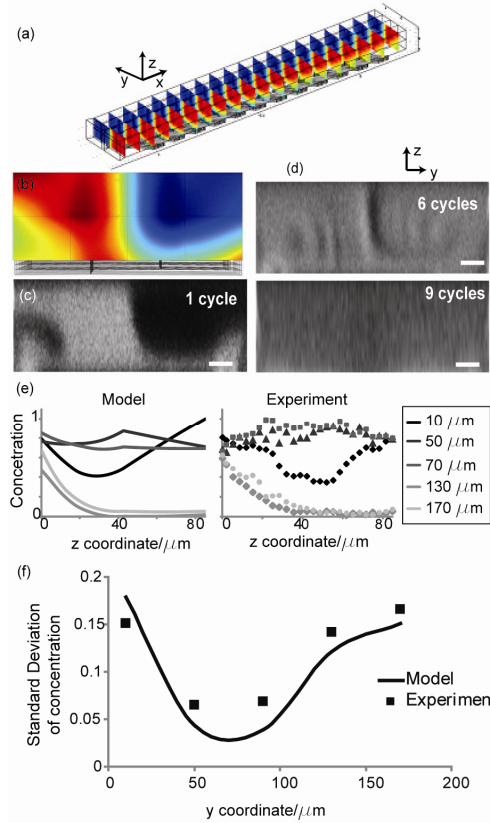 (a)
z
y
x
(b)
(c)
1 cycle
(d)
z
y
6 cycles
9 cycles
(e)
Model
Experiment
Concetration
1
0
0
40
80
z coordinate/μm
0
40
80
z coordinate/μm
10 μm
50 μm
70 μm
130 μm
170 μm
(f)
Standard Deviation
of concentration
0.2
0.15
0.1
0.05
0
0
50
100
150
200
y coordinate/μm
Model
Experimen